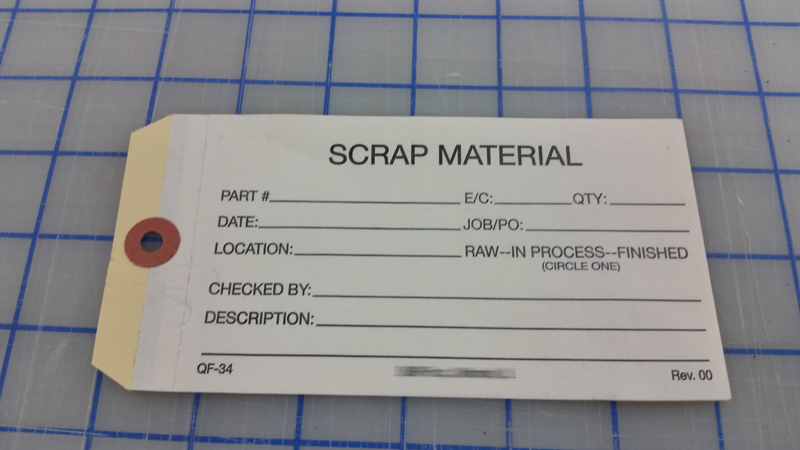 SCRAP MATERIAL
PART # E/C: QTY:
DATE: JOB/PO:
LOCATION: RAW--IN PROCESS--FINISHED
(CIRCLE ONE)
CHECKED BY:
DESCRIPTION:
QF-34 Rev. 00